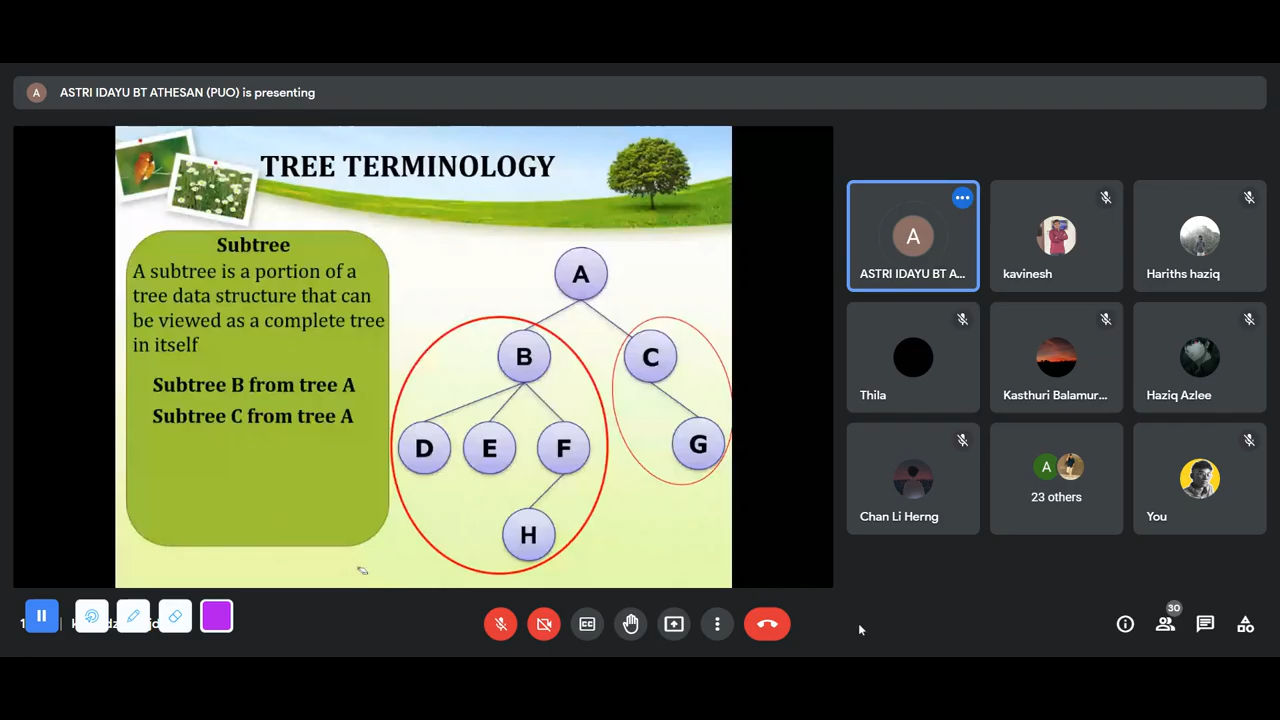 A
ASTRI IDAYU BT ATHESAN (PUO) is presenting
TREE TERMINOLOGY
Subtree
A subtree is a portion of a
tree data structure that can
be viewed as a complete tree
in itself
Subtree B from tree A
Subtree C from tree A
A
B
C
D
E
F
G
H
A
ASTRI IDAYU BT A...
kavinesh
Hariths haziq
Thila
Kasthuri Balamur...
Haziq Azlee
Chan Li Herng
A
23 others
You
CC
30